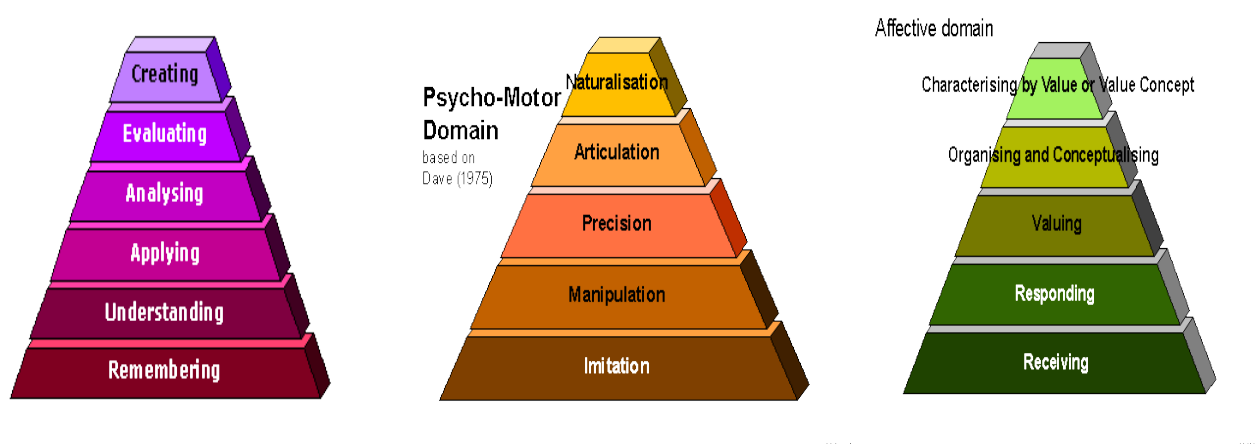 Creating
Evaluating
Analysing
Applying
Understanding
Remembering
Psycho-Motor
Domain
based on
Dave (1975)
Naturalisation
Articulation
Precision
Manipulation
Imitation
Affective domain
Characterising by Value or Value Concept
Organising and Conceptualising
Valuing
Responding
Receiving